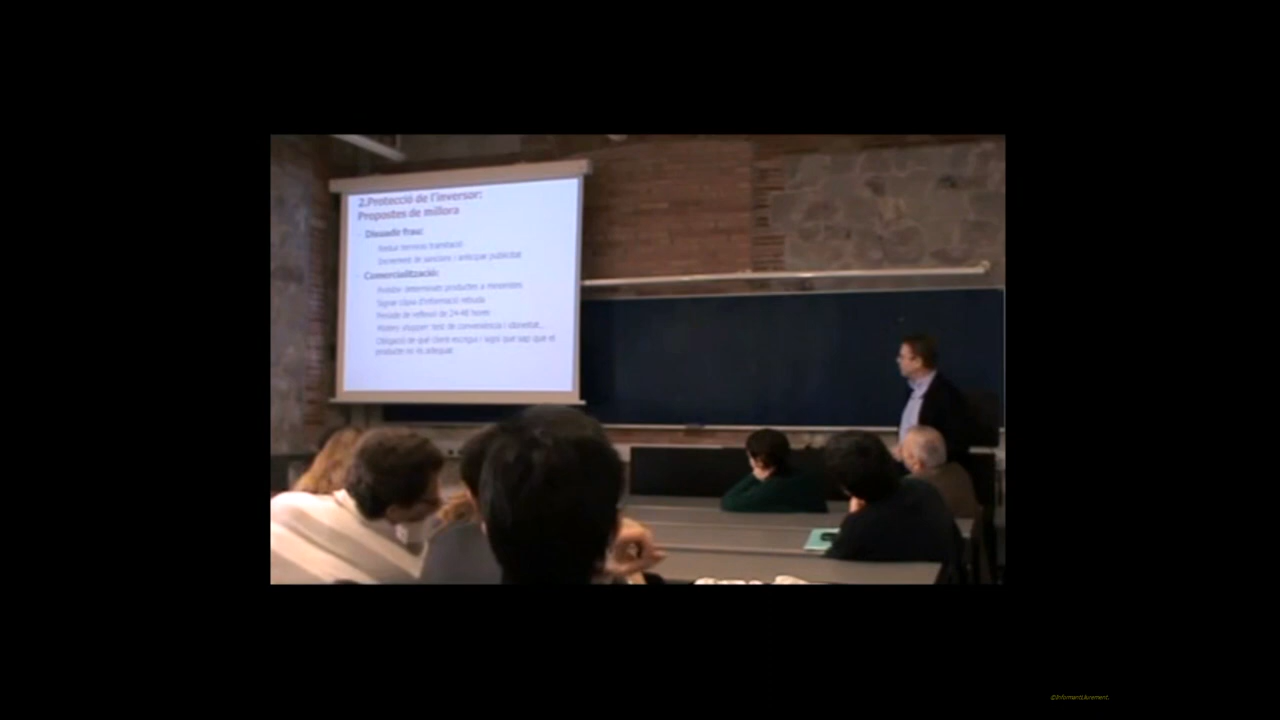 2.Protecció de l'inversor:
Propostes de millora
Dissuadir frau:
Reduir terminis tramitació
Increment de sancions i anticipar publicitat
Comercialització:
determinats productes a minoristes
Signar còpia d'informació rebuda
Període de reflexió de 24-48 hores
Mistery shopper: test de conveniència i idoneïtat..
Obligació de què client escrigui i signi que sap que el
producte no és adequat